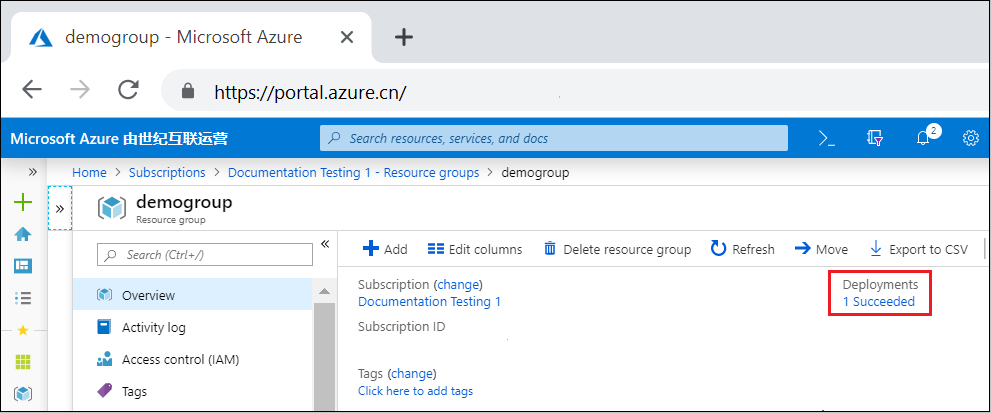 demogroup - Microsoft Azure
https://portal.azure.cn/
Microsoft Azure 由世纪互联运营
Search resources, services, and docs
2
Home > Subscriptions > Documentation Testing 1 - Resource groups > demogroup
demogroup
Resource group
Search (Ctrl+/)
Add
Edit columns
Delete resource group
Refresh
Move
Export to CSV
Overview
Activity log
Access control (IAM)
Tags
Subscription (change)
Documentation Testing 1
Subscription ID
Tags (change)
Click here to add tags
Deployments
1 Succeeded